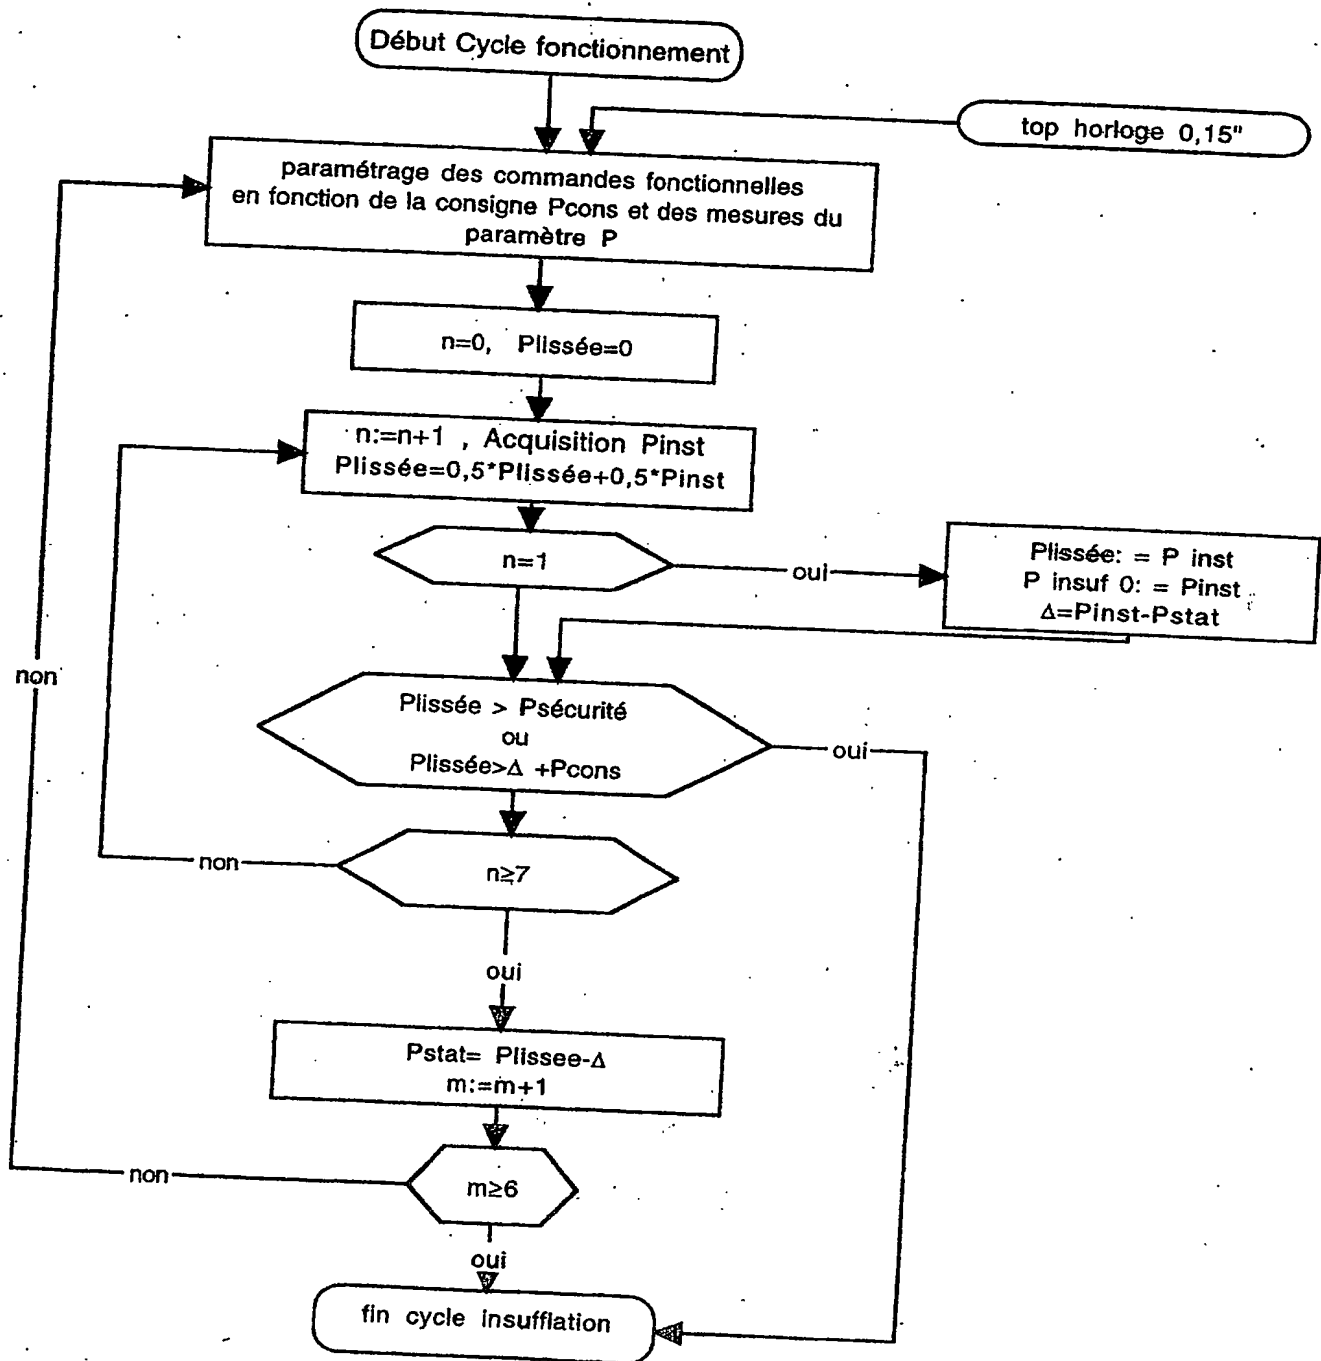 Début Cycle fonctionnement
top horloge 0,15"
paramétrage des commandes fonctionnelles
en fonction de la consigne Pcons et des mesures du
paramètre P
n=0, Plissée=0
n:=n+1 , Acquisition Pinst
Plissée=0,5*Plissée+0,5*Pinst
n=1
oui
Plissée: = P inst
P insuf 0: = Pinst
Δ=Pinst-Pstat
non
Plissée > Psécurité
ou
Plissée>Δ +Pcons
oui
non
n≥7
oui
Pstat= Plissee-Δ
m:=m+1
non
m≥6
oui
fin cycle insufflation